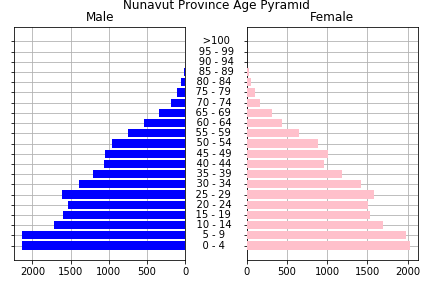 Nunavut Province Age Pyramid
Male
Female
>100
95 - 99
90 - 94
85 - 89
80 - 84
75 - 79
70 - 74
65 - 69
60 - 64
55 - 59
50 - 54
45 - 49
40 - 44
35 - 39
30 - 34
25 - 29
20 - 24
15 - 19
10 - 14
5 - 9
0 - 4
2000 1500 1000 500 0
0 500 1000 1500 2000